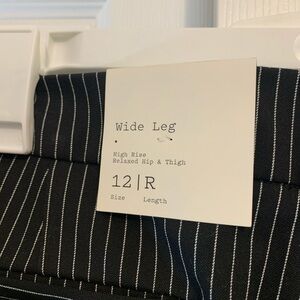 Wide Leg
High Rise
Relaxed Hip & Thigh
12|R
Size Length